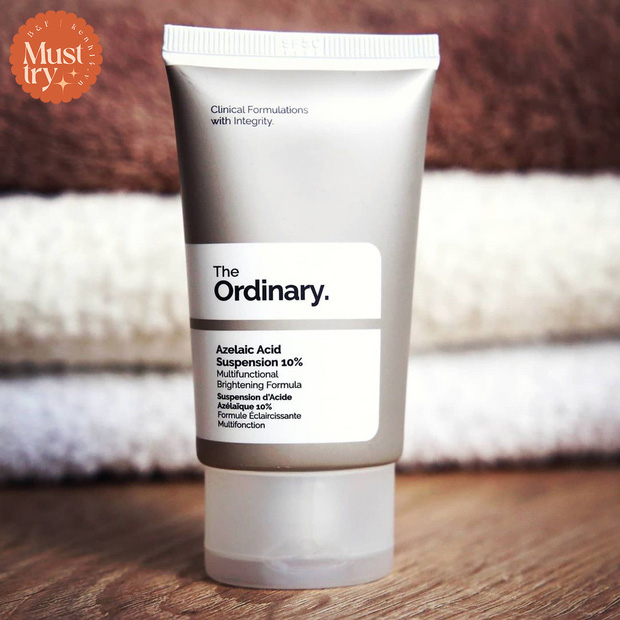 Must
try
Clinical Formulations
with Integrity.
The
Ordinary.
Azelaic Acid
Suspension 10%
Multifunctional
Brightening Formula
Suspension d'Acide
Azélaïque 10%
Formule Éclaircissante
Multifonction